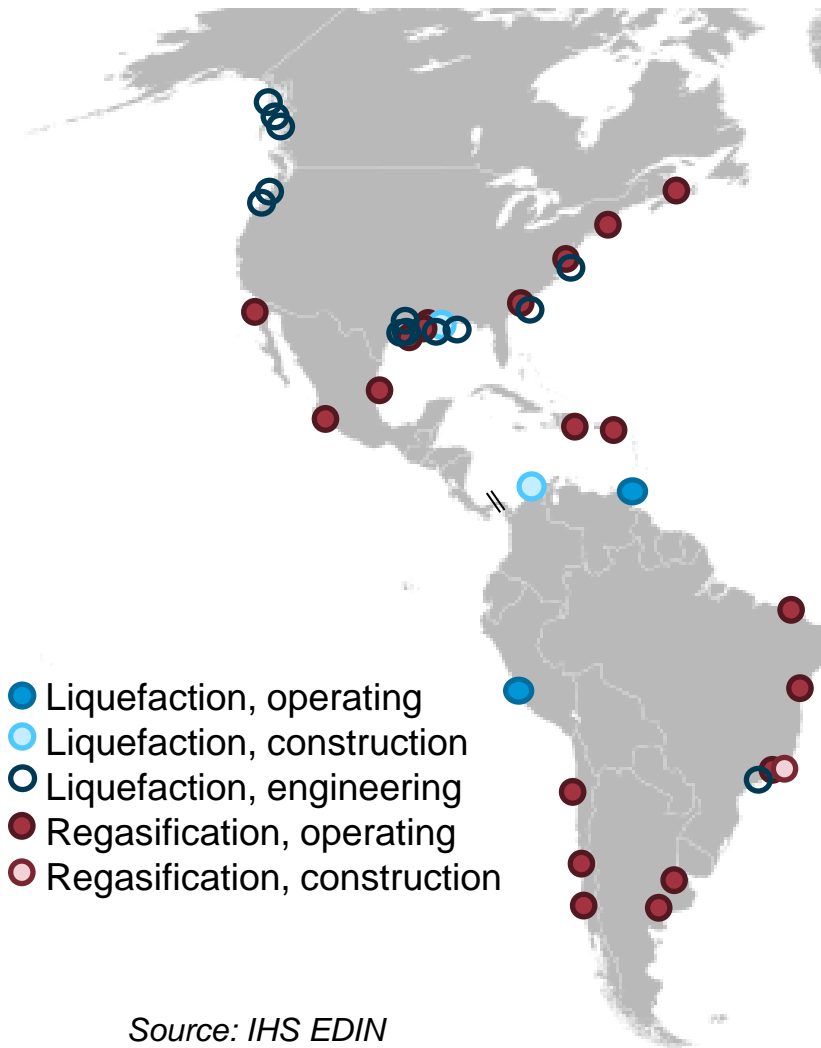 Liquefaction, operating
Liquefaction, construction
Liquefaction, engineering
Regasification, operating
Regasification, construction
Source: IHS EDIN